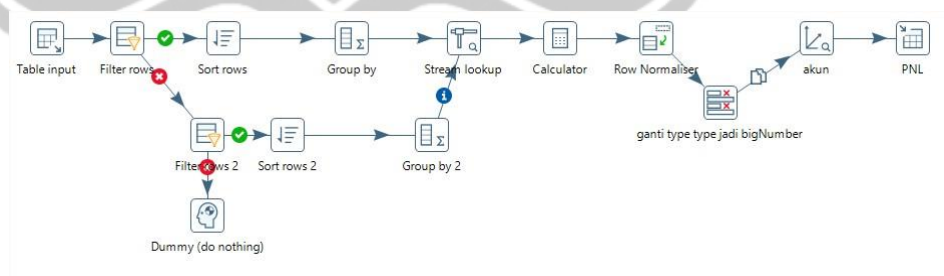 Table input
Filter rows
Sort rows
Group by
Stream lookup
Calculator
Row Normaliser
akun
PNL
ganti type type jadi bigNumber
Filter rows 2
Sort rows 2
Group by 2
Dummy (do nothing)